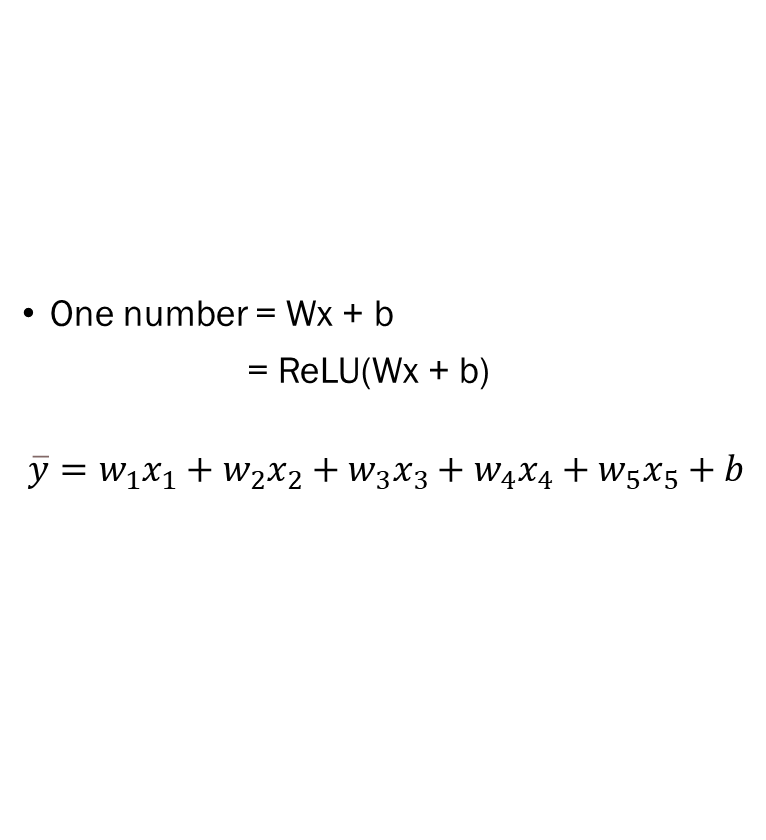 • One number = Wx + b
= ReLU(Wx + b)
y̅ = w₁x₁ + w₂x₂ + w₃x₃ + w₄x₄ + w₅x₅ + b